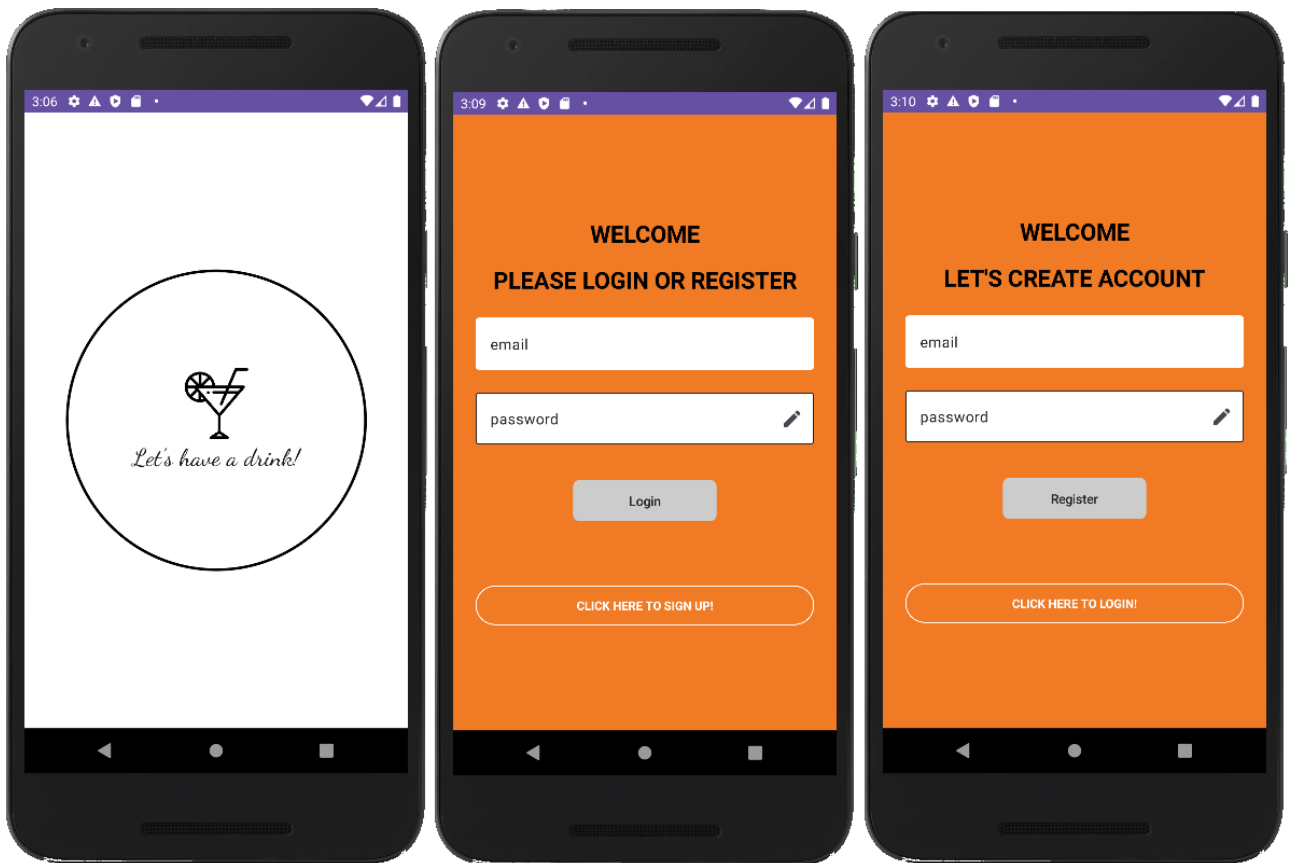 3:06
Let's have a drink!
3:09
WELCOME
PLEASE LOGIN OR REGISTER
email
password
Login
CLICK HERE TO SIGN UP!
3:10
WELCOME
LET'S CREATE ACCOUNT
email
password
Register
CLICK HERE TO LOGIN!